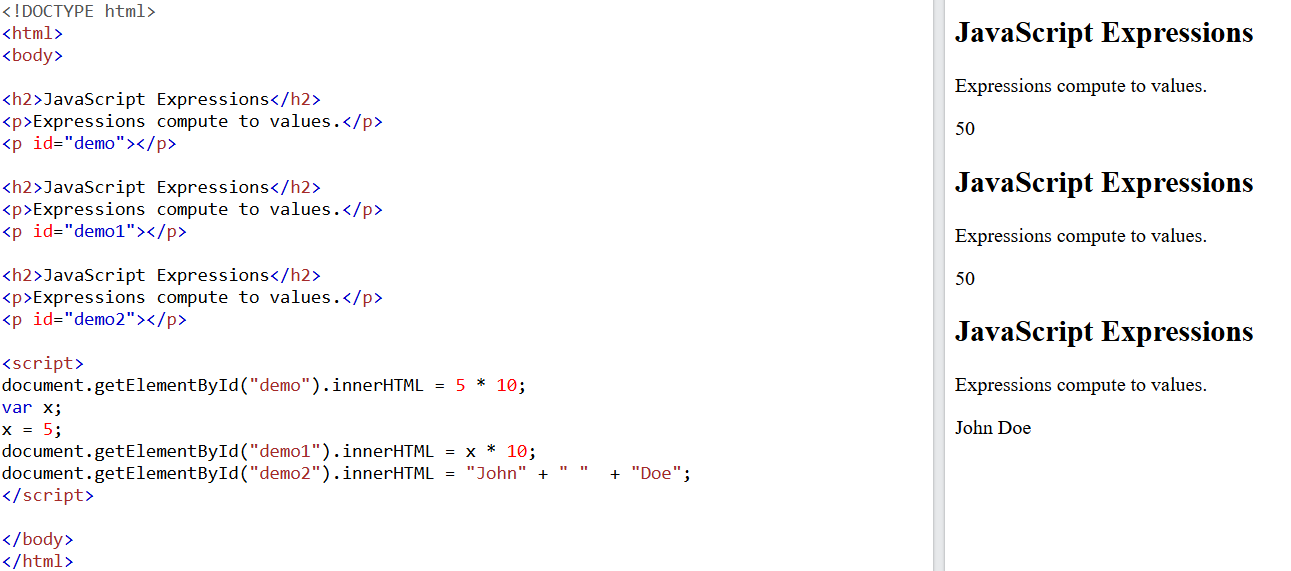 <!DOCTYPE html>
<html>
<body>
<h2>JavaScript Expressions</h2>
<p>Expressions compute to values.</p>
<p id="demo"></p>
<h2>JavaScript Expressions</h2>
<p>Expressions compute to values.</p>
<p id="demo1"></p>
<h2>JavaScript Expressions</h2>
<p>Expressions compute to values.</p>
<p id="demo2"></p>
<script>
document.getElementById("demo").innerHTML = 5 * 10;
var x;
x = 5;
document.getElementById("demo1").innerHTML = x * 10;
document.getElementById("demo2").innerHTML = "John" + " "  + "Doe";
</script>
</body>
</html>
JavaScript Expressions
Expressions compute to values.
50
JavaScript Expressions
Expressions compute to values.
50
JavaScript Expressions
Expressions compute to values.
John Doe